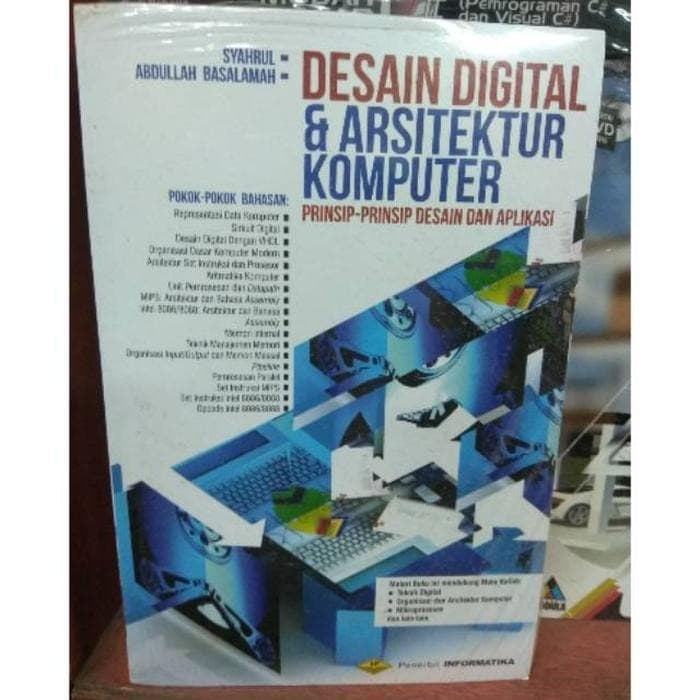 (Pemrograman C#
dan Visual C#)
SYAHRUL
ABDULLAH BASALAMAH
DESAIN DIGITAL
& ARSITEKTUR
KOMPUTER
PRINSIP-PRINSIP DESAIN DAN APLIKASI
POKOK-POKOK BAHASAN:
Representasi Data Komputer
Sirkuit Digital
Desain Digital Dengan VHDL
Organisasi Dasar Komputer Modern
Arsitektur Set Instruksi dan Prosesor
Aritmatika Komputer
Unit Pemrosesan dan Datapath
MIPS: Arsitektur dan Bahasa Assembly
Intel 8086/8088: Arsitektur dan Bahasa
Assembly
Memori Internal
Teknik Manajemen Memori
Organisasi Input/Output dan Memori Massal
Pipeline
Pemrosesan Paralel
Set Instruksi MIPS
Set Instruksi Intel 8086/8088
Opcode Intel 8086/8088
Materi Buku ini mendukung Mata Kuliah:
Teknik Digital
Organisasi dan Arsitektur Komputer
Mikroprosesor
dan lain-lain.
Penerbit INFORMATIKA